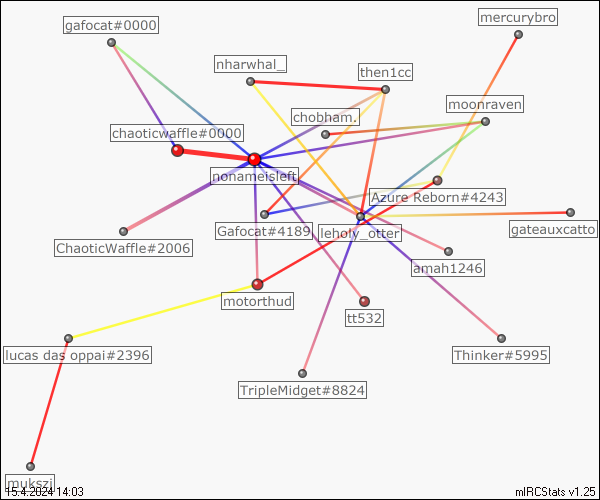 mercurybro
gafocat#0000
nharwhal_
then1cc
moonraven
chobham.
chaoticwaffle#0000
nonameisleft
Azure Reborn#4243
Gafocat#4189
leholy_otter
gateauxcatto
ChaoticWaffle#2006
amah1246
motorthud
tt532
lucas das oppai#2396
Thinker#5995
TripleMidget#8824
mukszi
15.4.2024 14:03
mIRCStats v1.25